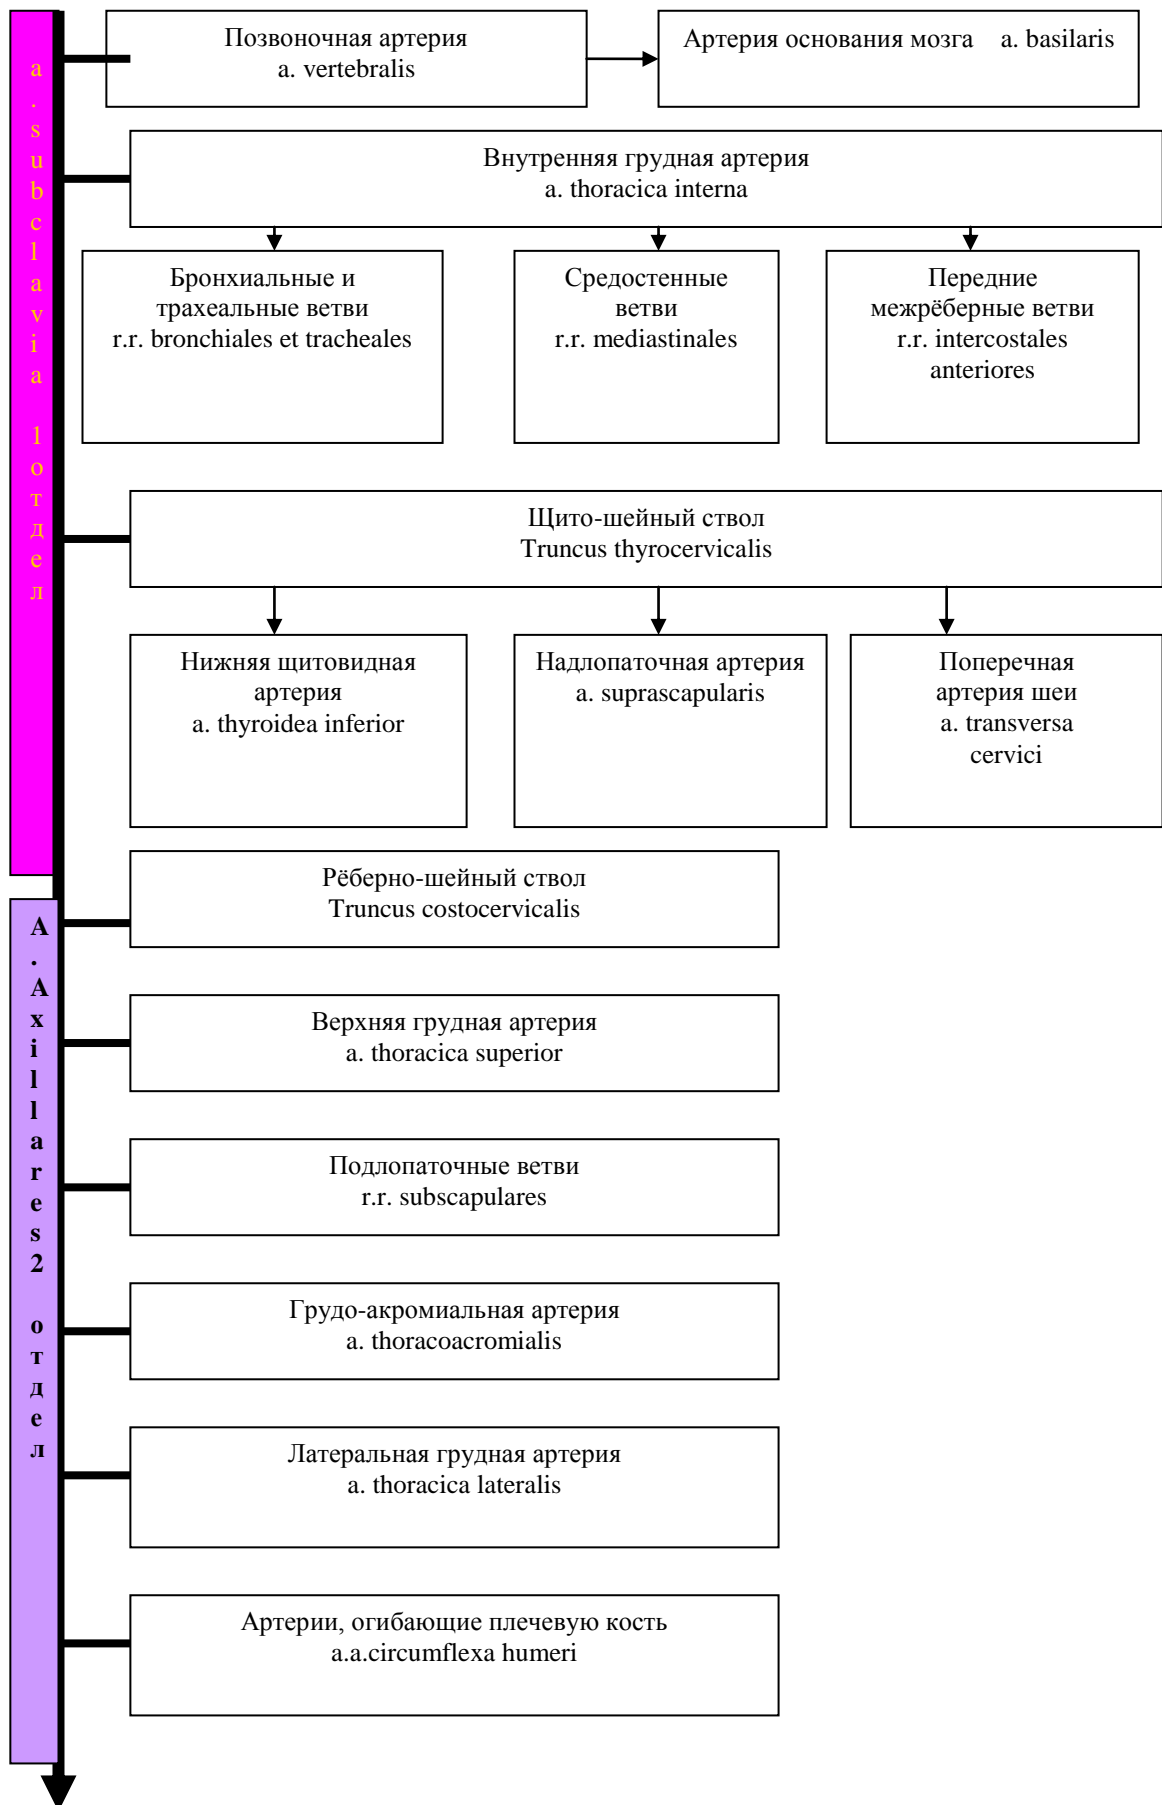 а.subclavia 1отдел
Позвоночная артерия
a. vertebralis
Артерия основания мозга a. basilaris
Внутренняя грудная артерия
a. thoracica interna
Бронхиальные и
трахеальные ветви
r.r. bronchiales et tracheales
Средостенные
ветви
r.r. mediastinales
Передние
межрёберные ветви
r.r. intercostales
anteriores
Щито-шейный ствол
Truncus thyrocervicalis
Нижняя щитовидная
артерия
a. thyroidea inferior
Надлопаточная артерия
a. suprascapularis
Поперечная
артерия шеи
a. transversa
cervici
Рёберно-шейный ствол
Truncus costocervicalis
A.Axillares2 отдел
Верхняя грудная артерия
a. thoracica superior
Подлопаточные ветви
r.r. subscapulares
Грудо-акромиальная артерия
a. thoracoacromialis
Латеральная грудная артерия
a. thoracica lateralis
Артерии, огибающие плечевую кость
a.a.circumflexa humeri